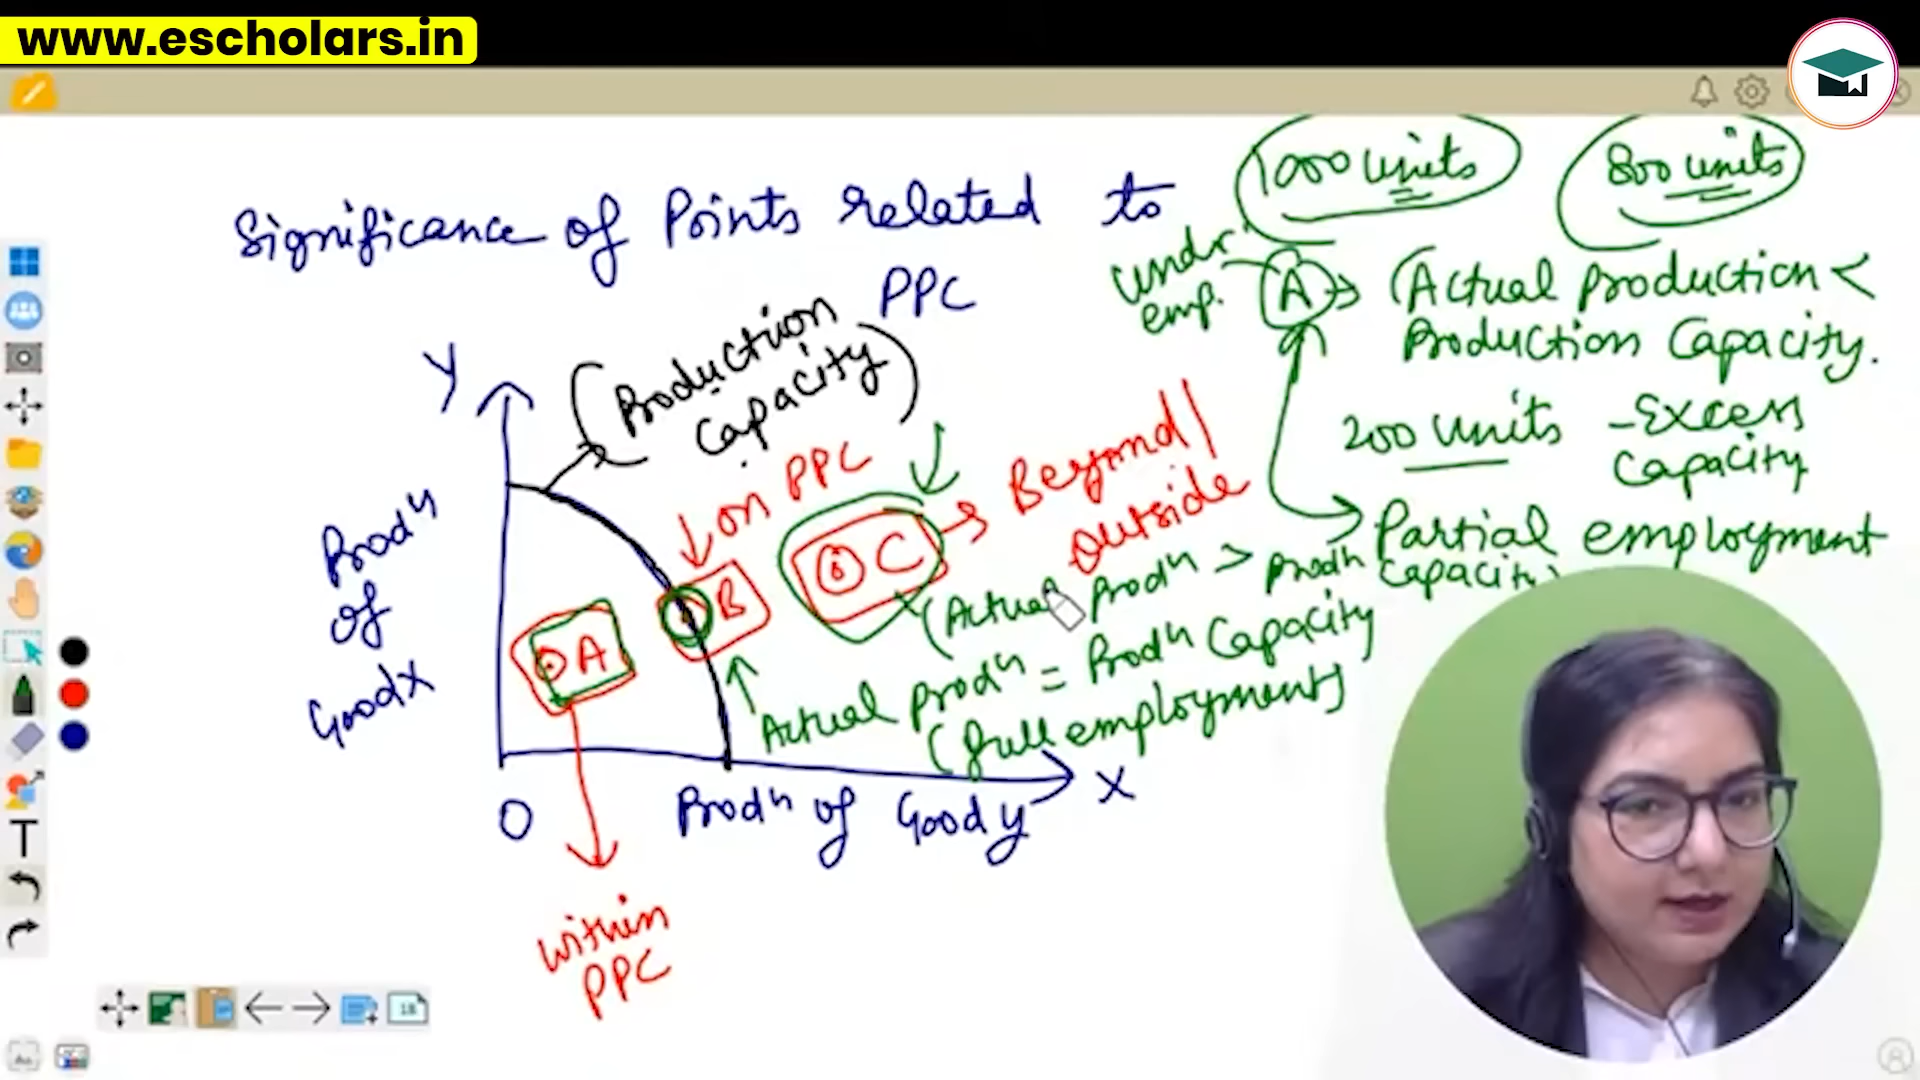 www.escholars.in
Significance of Points related to
PPC
1000 units
800 units
under
emp.
A → (Actual Production <
Production Capacity.
200 units - Excess
Capacity
Partial employment
Y
(Production
Capacity)
on PPC
Beyond/
Outside
Prodn
of
Good X
A
B
C
(Actual Prodn > Prodn
Capacity
Actual Prodn = Prodn Capacity
(full employment)
O
Prodn of Good y
X
within
PPC
T
18